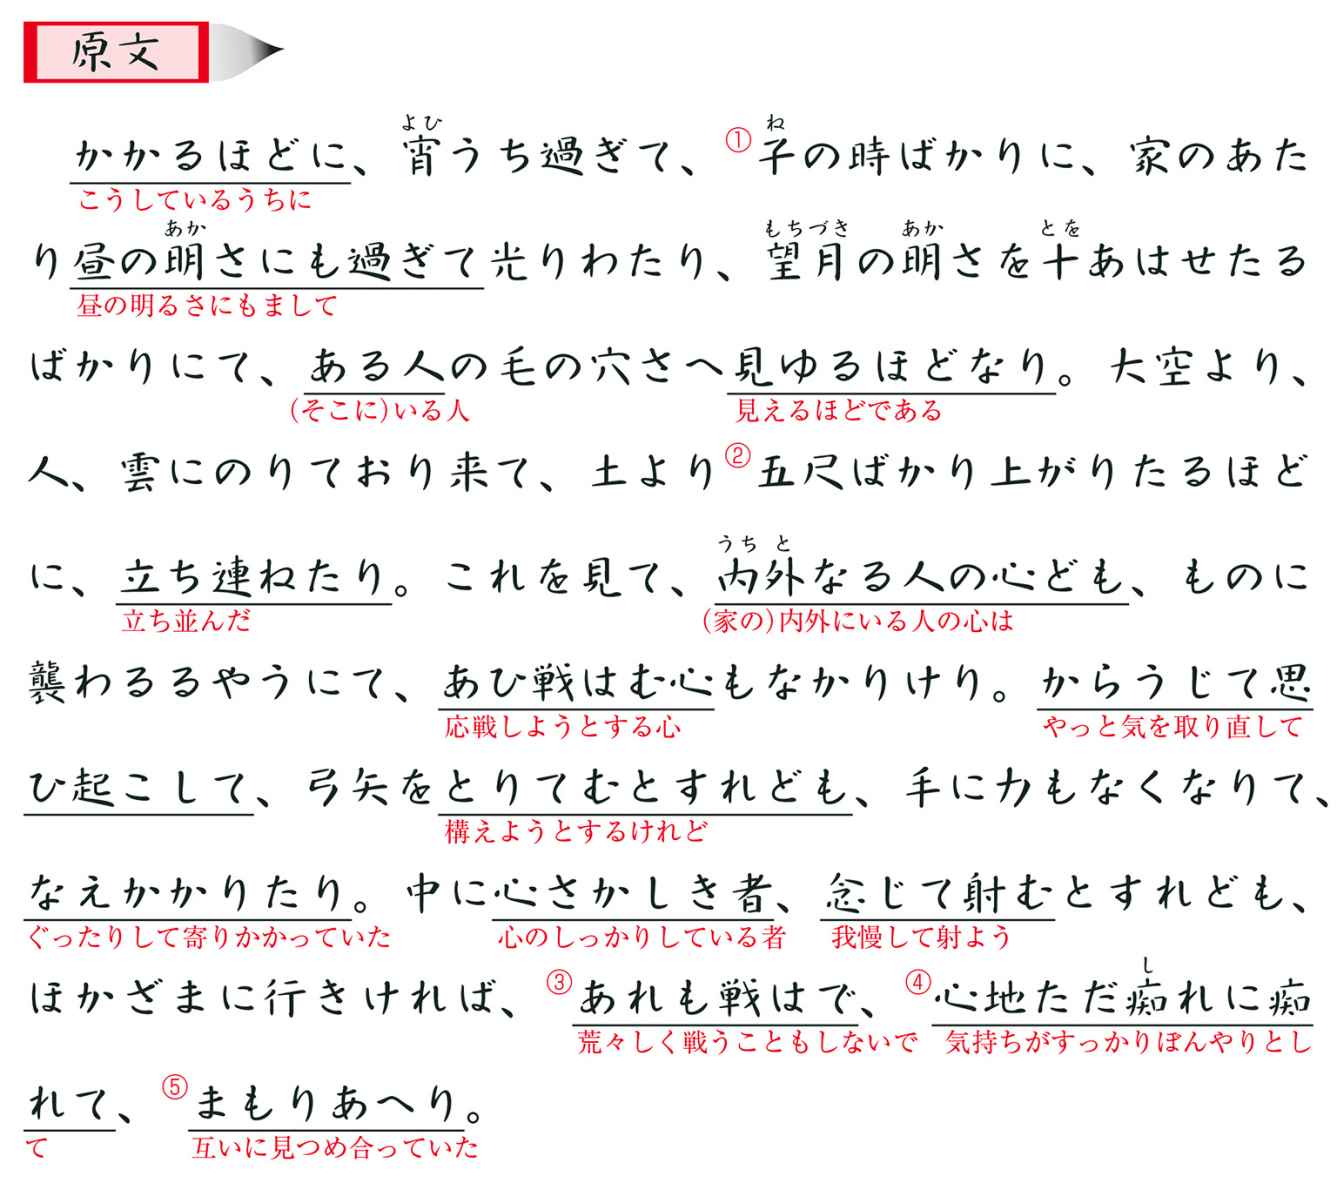 原文
よひ ね
かかるほどに、宵うち過ぎて、①子の時ばかりに、家のあた
こうしているうちに
あか もちづき あか とを
り昼の明さにも過ぎて光りわたり、望月の明さを十あはせたる
昼の明るさにもまして
ばかりにて、ある人の毛の穴さへ見ゆるほどなり。大空より、
(そこに)いる人 見えるほどである
人、雲にのりており来て、土より②五尺ばかり上がりたるほど
うち と
に、立ち連ねたり。これを見て、内外なる人の心ども、ものに
立ち並んだ (家の)内外にいる人の心は
襲わるるやうにて、あひ戦はむ心もなかりけり。からうじて思
応戦しようとする心 やっと気を取り直して
ひ起こして、弓矢をとりてむとすれども、手に力もなくなりて、
構えようとするけれど
なえかかりたり。中に心さかしき者、念じて射むとすれども、
ぐったりして寄りかかっていた 心のしっかりしている者 我慢して射よう
し
ほかざまに行きければ、③あれも戦はで、④心地ただ痴れに痴
荒々しく戦うこともしないで 気持ちがすっかりぼんやりとし
れて、⑤まもりあへり。
て 互いに見つめ合っていた